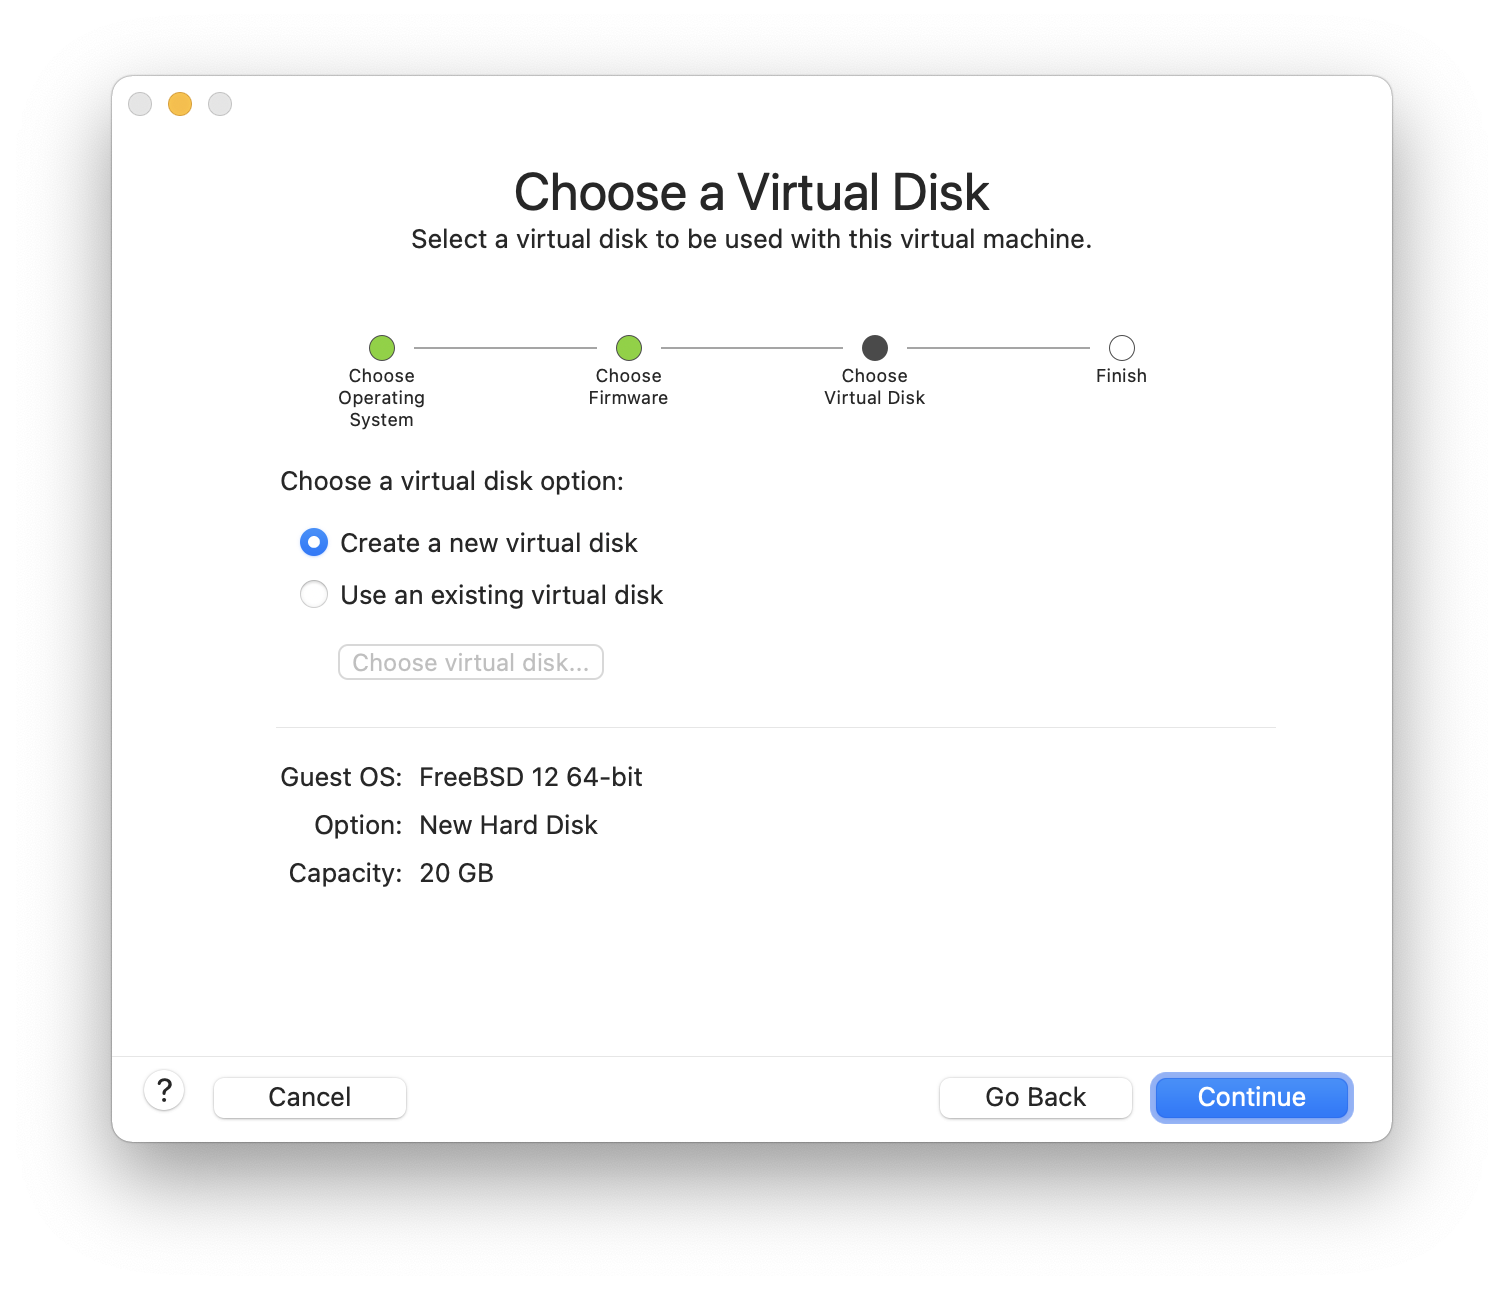 Choose a Virtual Disk
Select a virtual disk to be used with this virtual machine.
Choose
Operating
System
Choose
Firmware
Choose
Virtual Disk
Finish
Choose a virtual disk option:
Create a new virtual disk
Use an existing virtual disk
Choose virtual disk...
Guest OS: FreeBSD 12 64-bit
Option: New Hard Disk
Capacity: 20 GB
? Cancel Go Back Continue